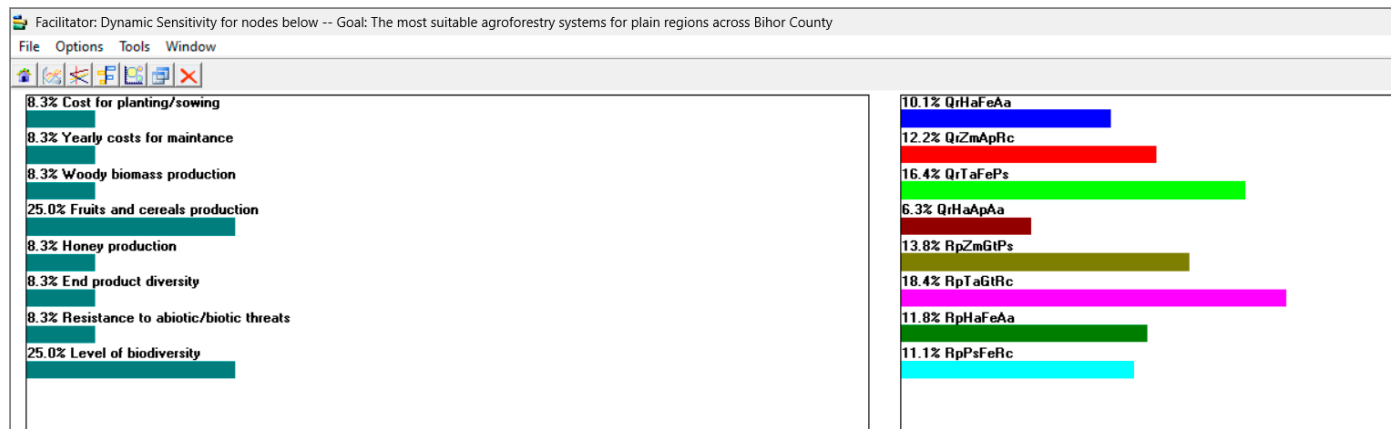 Facilitator: Dynamic Sensitivity for nodes below -- Goal: The most suitable agroforestry systems for plain regions across Bihor County
File Options Tools Window
8.3% Cost for planting/sowing
8.3% Yearly costs for maintance
8.3% Woody biomass production
25.0% Fruits and cereals production
8.3% Honey production
8.3% End product diversity
8.3% Resistance to abiotic/biotic threats
25.0% Level of biodiversity
10.1% QrHaFeAa
12.2% QrZmApRc
16.4% QrTaFePs
6.3% QrHaApAa
13.8% RpZmGtPs
18.4% RpTaGtRc
11.8% RpHaFeAa
11.1% RpPsFeRc